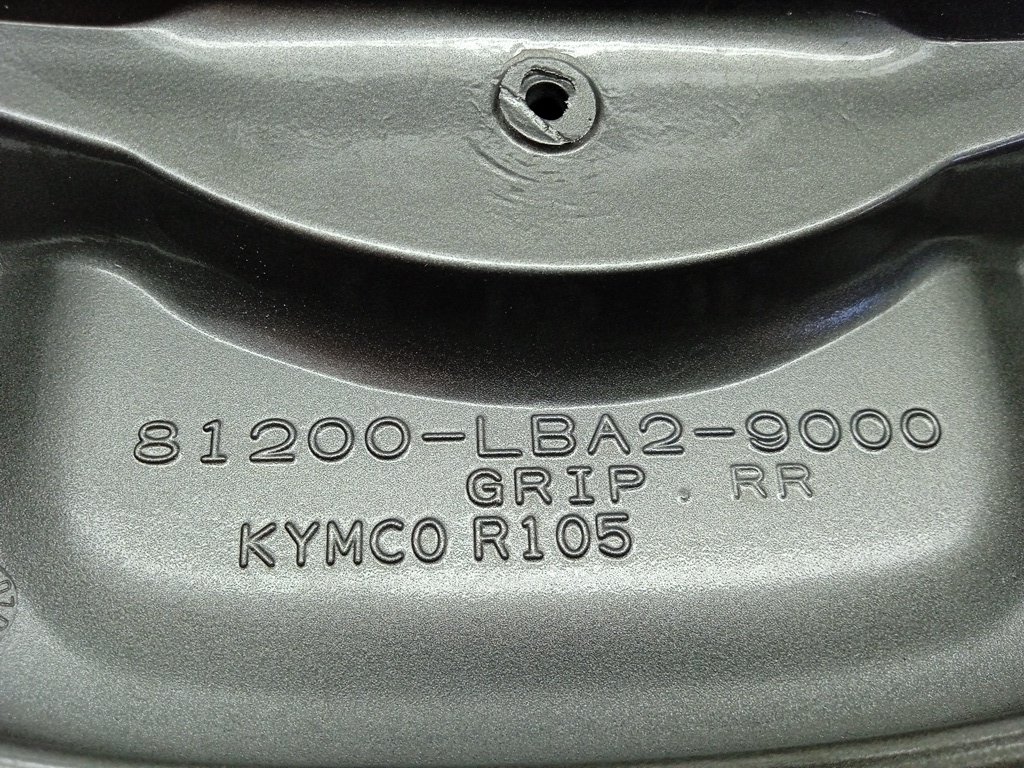 81200-LBA2-9000
GRIP . RR
KYMCO R105